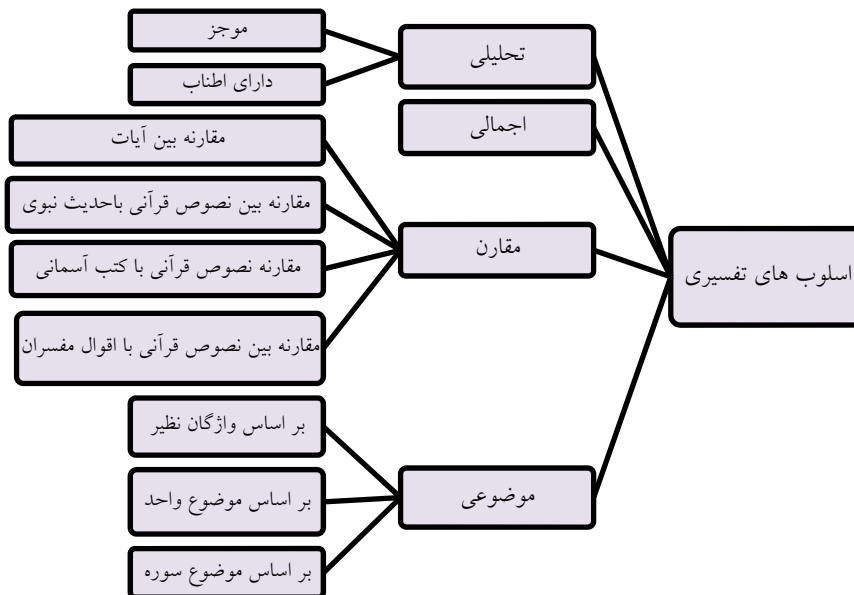 اسلوب های تفسیری
تحلیلی
موجز
دارای اطناب
اجمالی
مقارن
مقارنه بین آیات
مقارنه بین نصوص قرآنی باحدیث نبوی
مقارنه نصوص قرآنی با کتب آسمانی
مقارنه بین نصوص قرآنی با اقوال مفسران
موضوعی
بر اساس واژگان نظیر
بر اساس موضوع واحد
بر اساس موضوع سوره